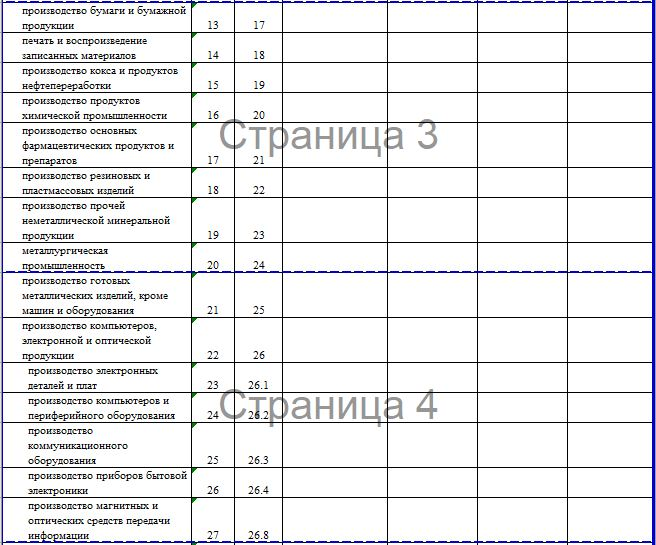 производство бумаги и бумажной
продукции 13 17
печать и воспроизведение
записанных материалов 14 18
производство кокса и продуктов
нефтепереработки 15 19
производство продуктов
химической промышленности 16 20
Страница 3
производство основных
фармацевтических продуктов и
препаратов 17 21
производство резиновых и
пластмассовых изделий 18 22
производство прочей
неметаллической минеральной
продукции 19 23
металлургическая
промышленность 20 24
производство готовых
металлических изделий, кроме
машин и оборудования 21 25
производство компьютеров,
электронной и оптической
продукции 22 26
производство электронных
деталей и плат 23 26.1
производство компьютеров и
периферийного оборудования 24 26.2
Страница 4
производство
коммуникационного
оборудования 25 26.3
производство приборов бытовой
электроники 26 26.4
производство магнитных и
оптических средств передачи
информации 27 26.8